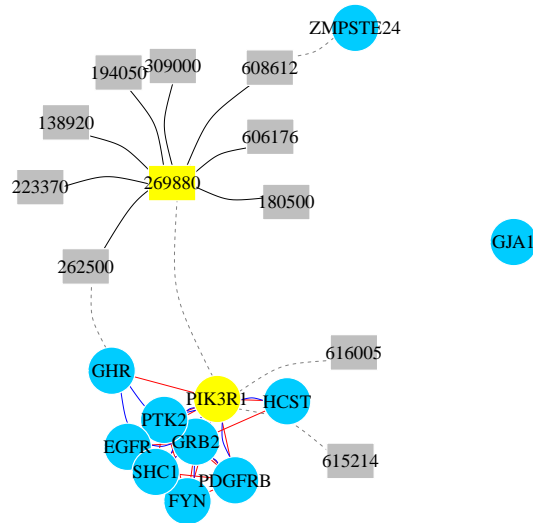 ZMPSTE24
309000
194050
608612
138920
606176
269880
223370
180500
GJA1
262500
616005
GHR
PIK3R1
HCST
PTK2
GRB2
EGFR
615214
SHC1
PDGFRB
FYN